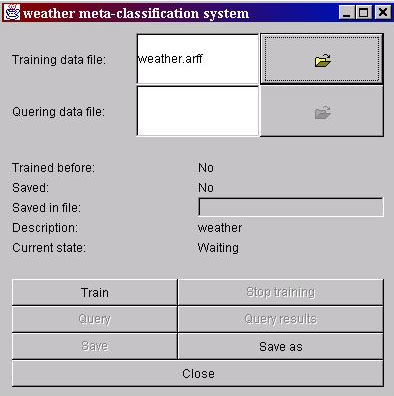 weather meta-classification system
Training data file: weather.arff
Quering data file:
Trained before: No
Saved: No
Saved in file:
Description: weather
Current state: Waiting
Train Stop training
Query Query results
Save Save as
Close